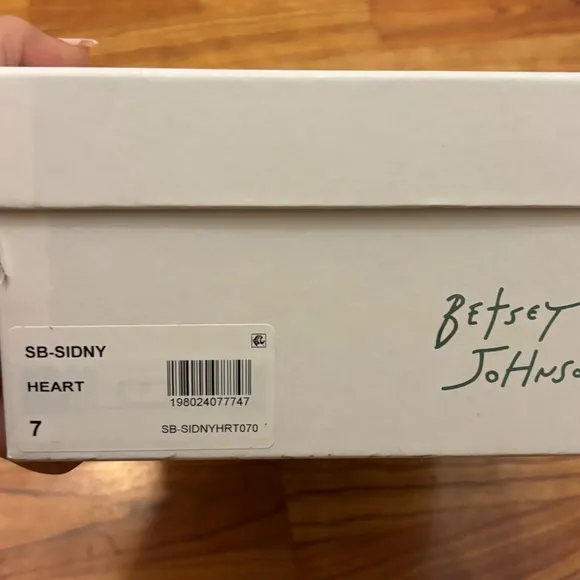 BETSEY
JOHNSO
SB-SIDNY
HEART
198024077747
7
SB-SIDNYHRT070